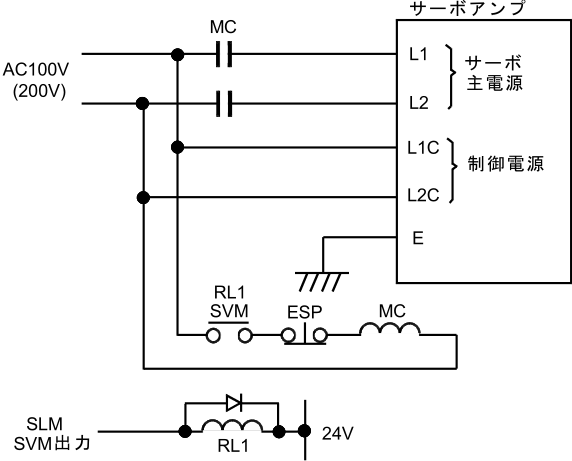 サーボアンプ
MC
AC100V
(200V)
L1
サーボ
主電源
L2
L1C
制御電源
L2C
E
RL1
SVM
ESP
MC
SLM
SVM出力
RL1
24V